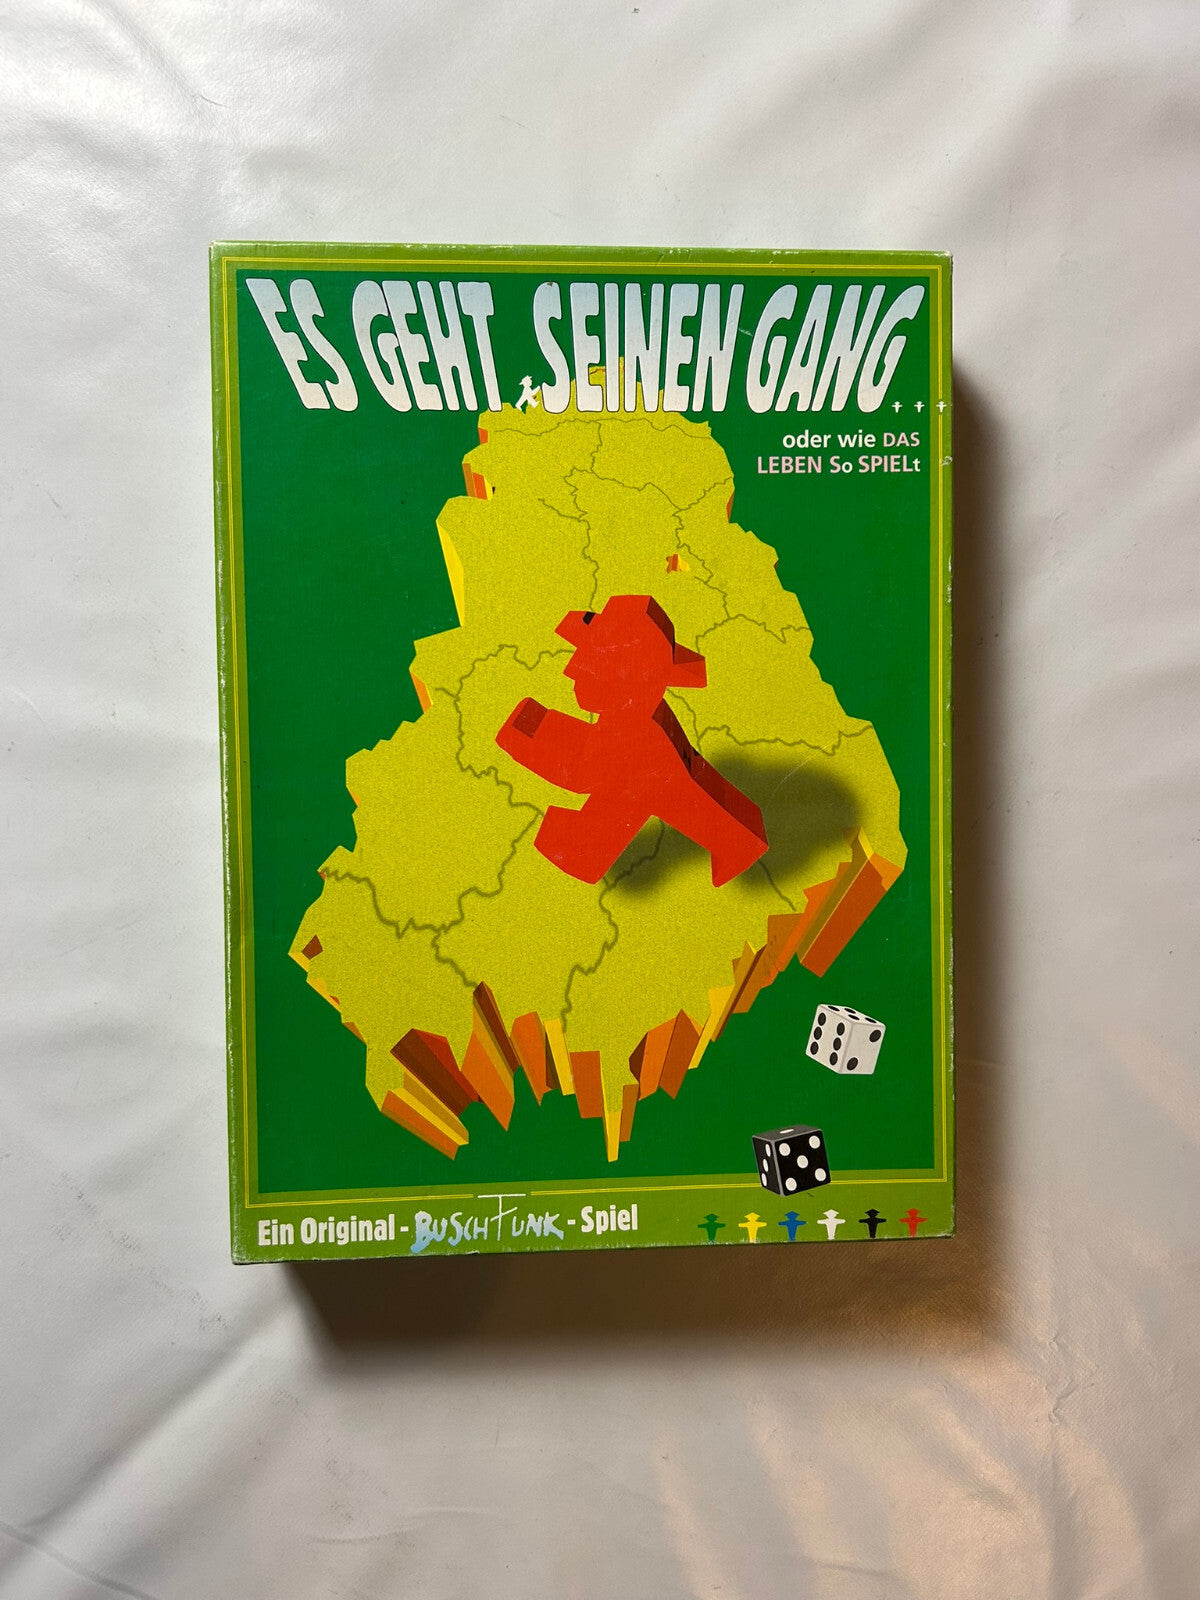 ES GEHT SEINEN GANG...
oder wie DAS
LEBEN So SPIELt
Ein Original-BUSCHFUNK-Spiel